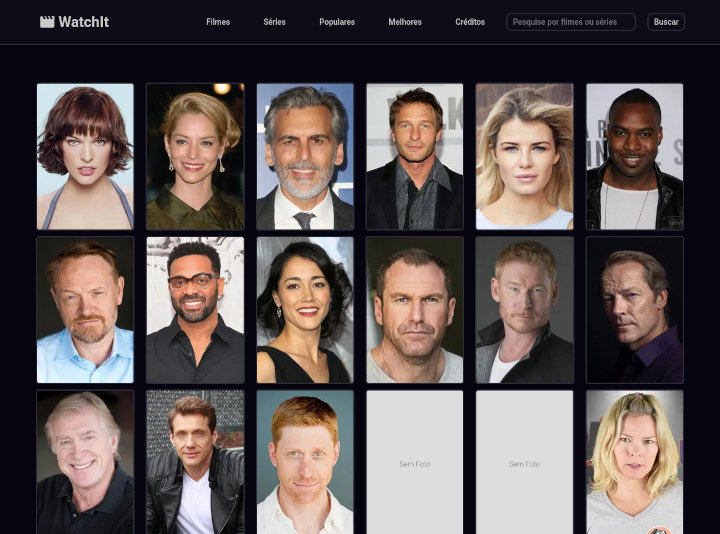 WatchIt
Filmes
Séries
Populares
Melhores
Créditos
Pesquise por filmes ou séries
Buscar
Sem Foto
Sem Foto